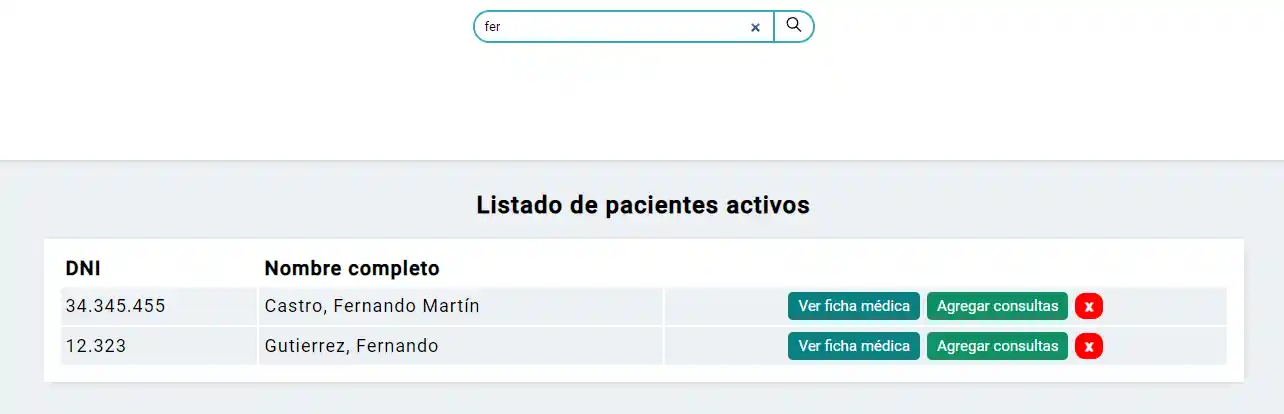 fer
Listado de pacientes activos
DNI Nombre completo
34.345.455 Castro, Fernando Martín Ver ficha médica Agregar consultas x
12.323 Gutierrez, Fernando Ver ficha médica Agregar consultas x